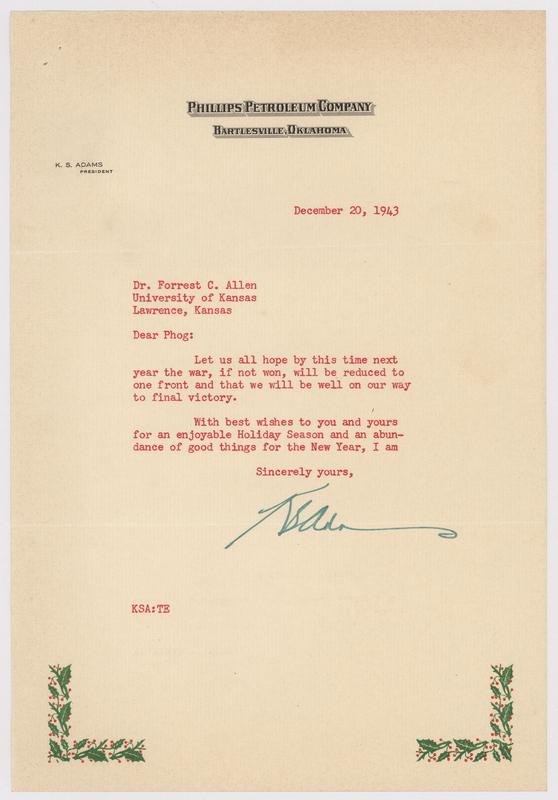 PHILLIPS PETROLEUM COMPANY
BARTLESVILLE, OKLAHOMA
K. S. ADAMS
PRESIDENT
December 20, 1943
Dr. Forrest C. Allen
University of Kansas
Lawrence, Kansas
Dear Phog:
Let us all hope by this time next
year the war, if not won, will be reduced to
one front and that we will be well on our way
to final victory.
With best wishes to you and yours
for an enjoyable Holiday Season and an abun-
dance of good things for the New Year, I am
Sincerely yours,
KSAdams
KSA:TE